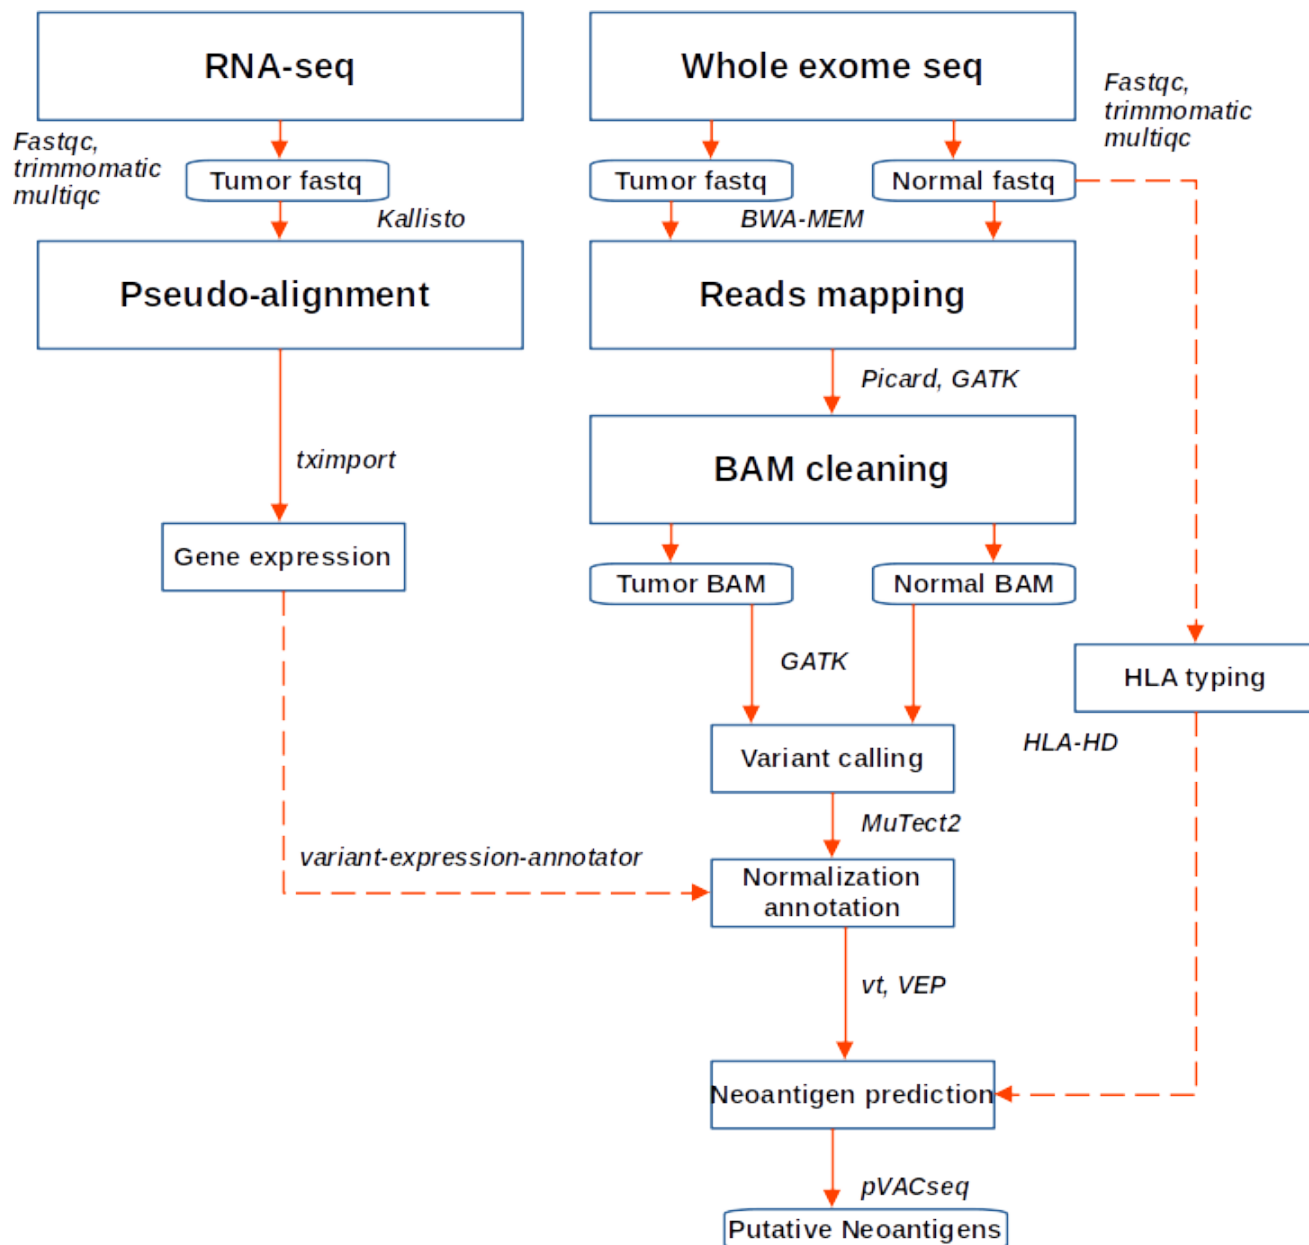 RNA-seq
Whole exome seq
Fastqc,
trimmomatic
multiqc
Fastqc,
trimmomatic
multiqc
Tumor fastq
Tumor fastq
Normal fastq
Kallisto
BWA-MEM
Pseudo-alignment
Reads mapping
Picard, GATK
tximport
BAM cleaning
Gene expression
Tumor BAM
Normal BAM
GATK
HLA typing
HLA-HD
Variant calling
MuTect2
variant-expression-annotator
Normalization
annotation
vt, VEP
Neoantigen prediction
pVACseq
Putative Neoantigens